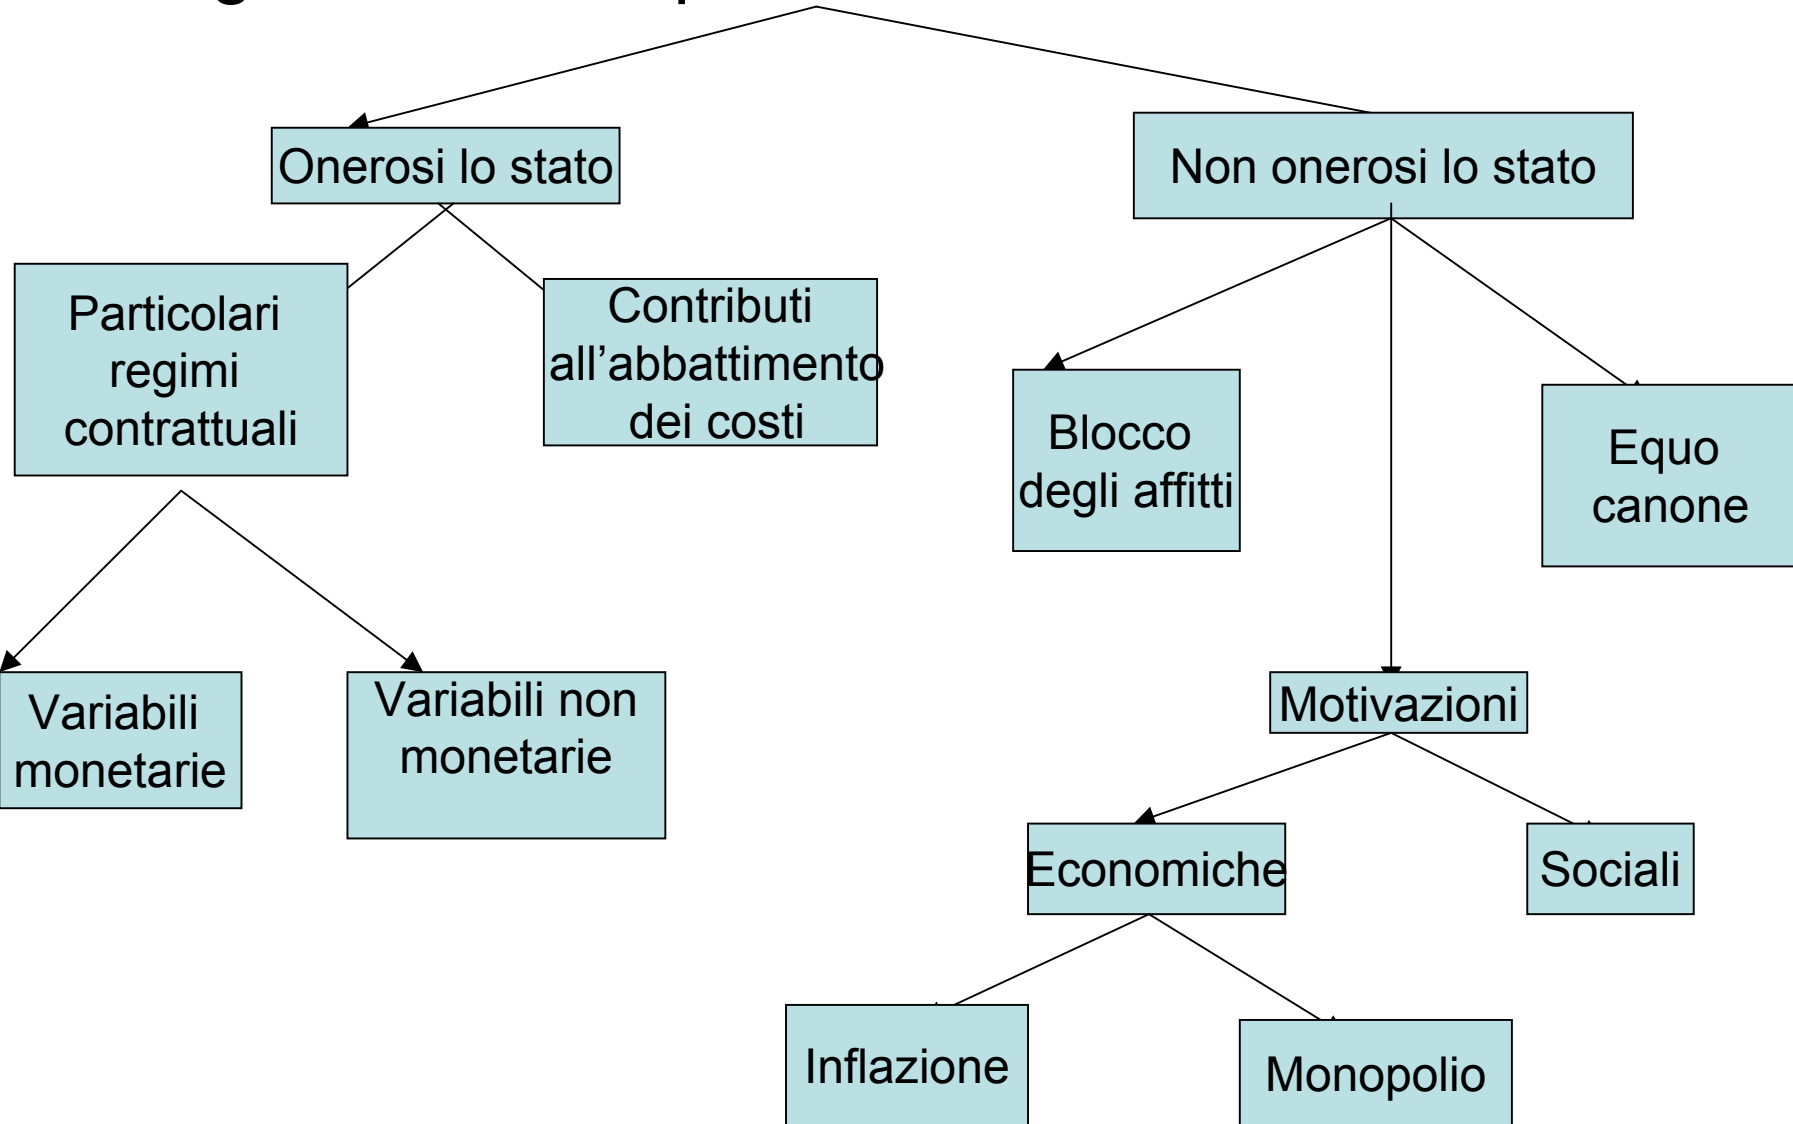 Onerosi lo stato
Non onerosi lo stato
Particolari
regimi
contrattuali
Contributi
all’abbattimento
dei costi
Blocco
degli affitti
Equo
canone
Variabili
monetarie
Variabili non
monetarie
Motivazioni
Economiche
Sociali
Inflazione
Monopolio